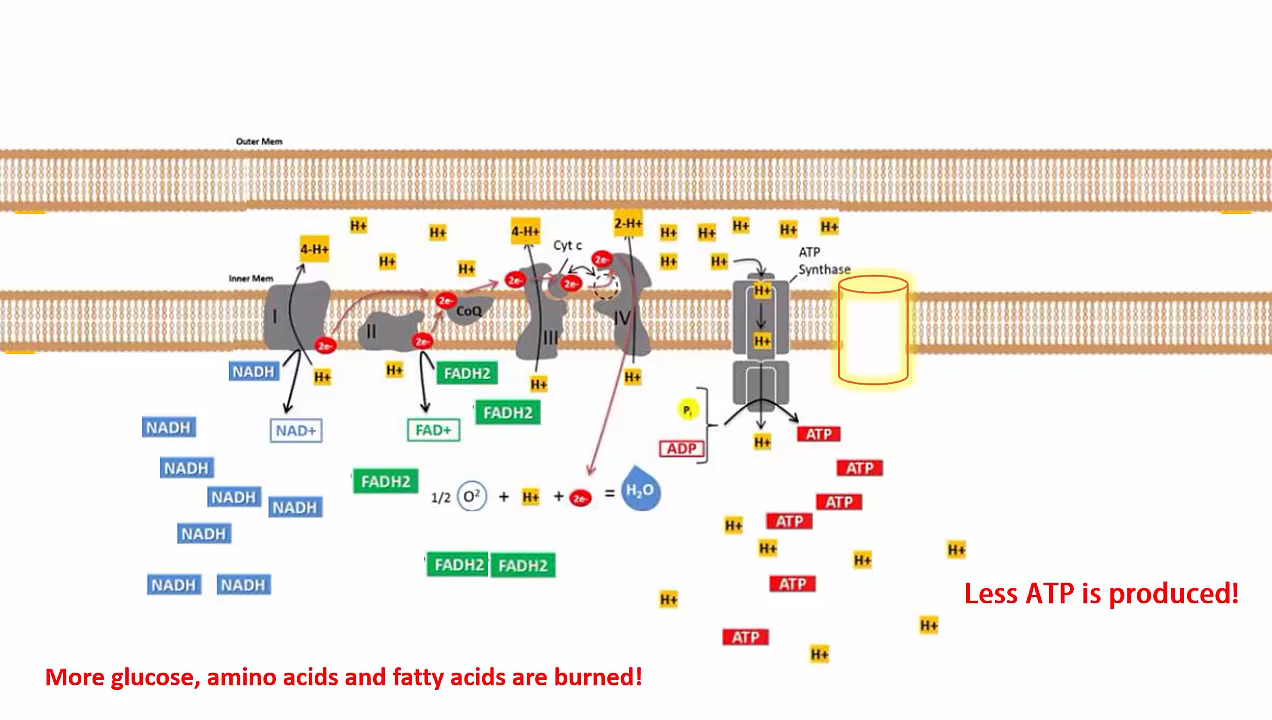 Outer Mem
H+ H+ 4-H+ 2-H+ H+ H+ H+ H+ H+
4-H+ H+ H+ Cyt c 2e- H+ H+ ATP
Synthase
Inner Mem
2e- 2e- 2e- H+
I II CoQ III IV
2e- 2e- H+
NADH H+ H+ FADH2 H+ H+
NADH NAD+ FAD+ FADH2 Pi ATP
ADP H+
NADH FADH2 ATP
NADH NADH 1/2 O2 + H+ + 2e- = H2O ATP
NADH H+ ATP
H+ H+ H+
NADH NADH FADH2 FADH2 ATP
H+ Less ATP is produced!
ATP H+
H+
More glucose, amino acids and fatty acids are burned!